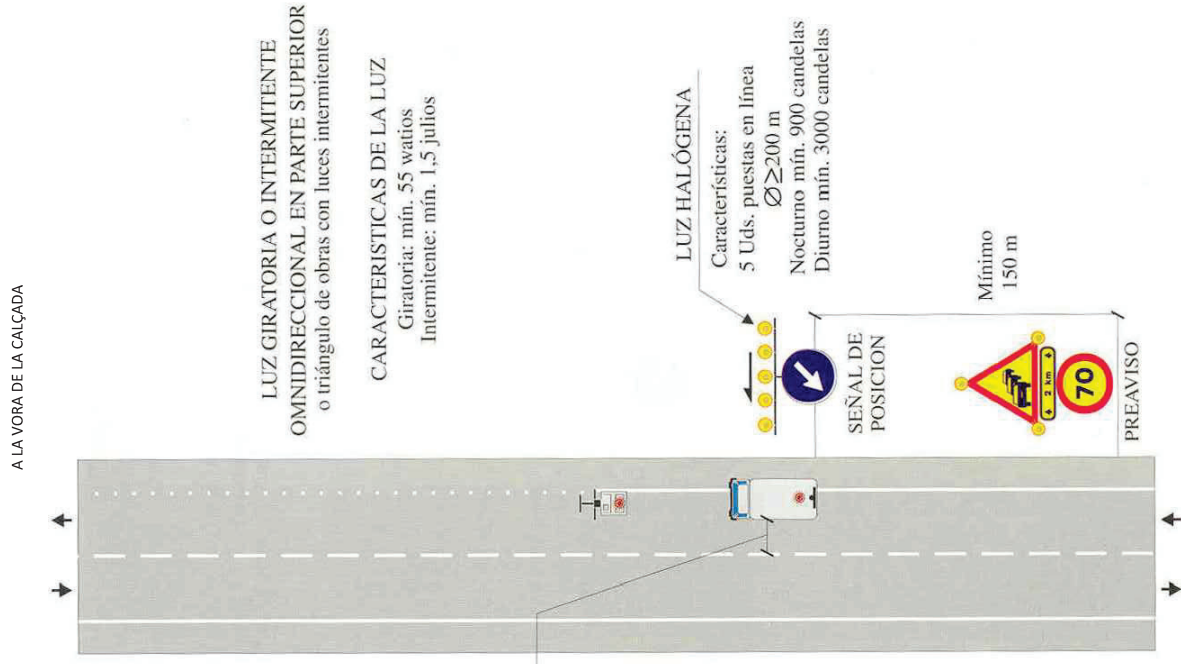 A LA VORA DE LA CALÇADA
LUZ GIRATORIA O INTERMITENTE
OMNIDIRECCIONAL EN PARTE SUPERIOR
o triángulo de obras con luces intermitentes
CARACTERISTICAS DE LA LUZ
Giratoria: mín. 55 watios
Intermitente: mín. 1,5 julios
LUZ HALÓGENA
Características:
5 Uds. puestas en línea
Ø≥200 m
Nocturno mín. 900 candelas
Diurno mín. 3000 candelas
SEÑAL DE
POSICION
Mínimo
150 m
2 km
70
PREAVISO